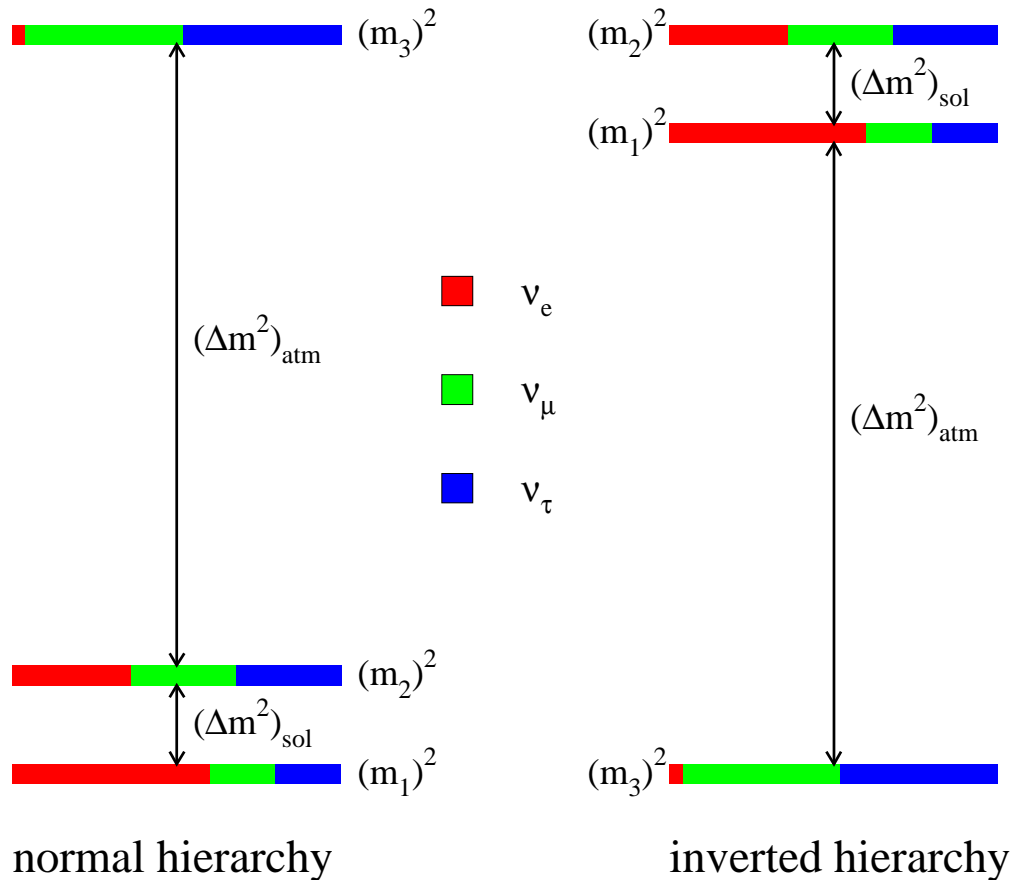 (m₃)²
(Δm²)atm
(m₂)²
(Δm²)sol
(m₁)²
normal hierarchy
νe
νμ
ντ
(m₂)²
(Δm²)sol
(m₁)²
(Δm²)atm
(m₃)²
inverted hierarchy